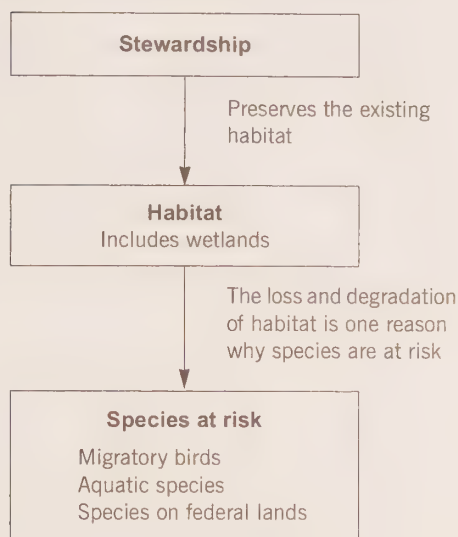 Stewardship
Preserves the existing
habitat
Habitat
Includes wetlands
The loss and degradation
of habitat is one reason
why species are at risk
Species at risk
Migratory birds
Aquatic species
Species on federal lands